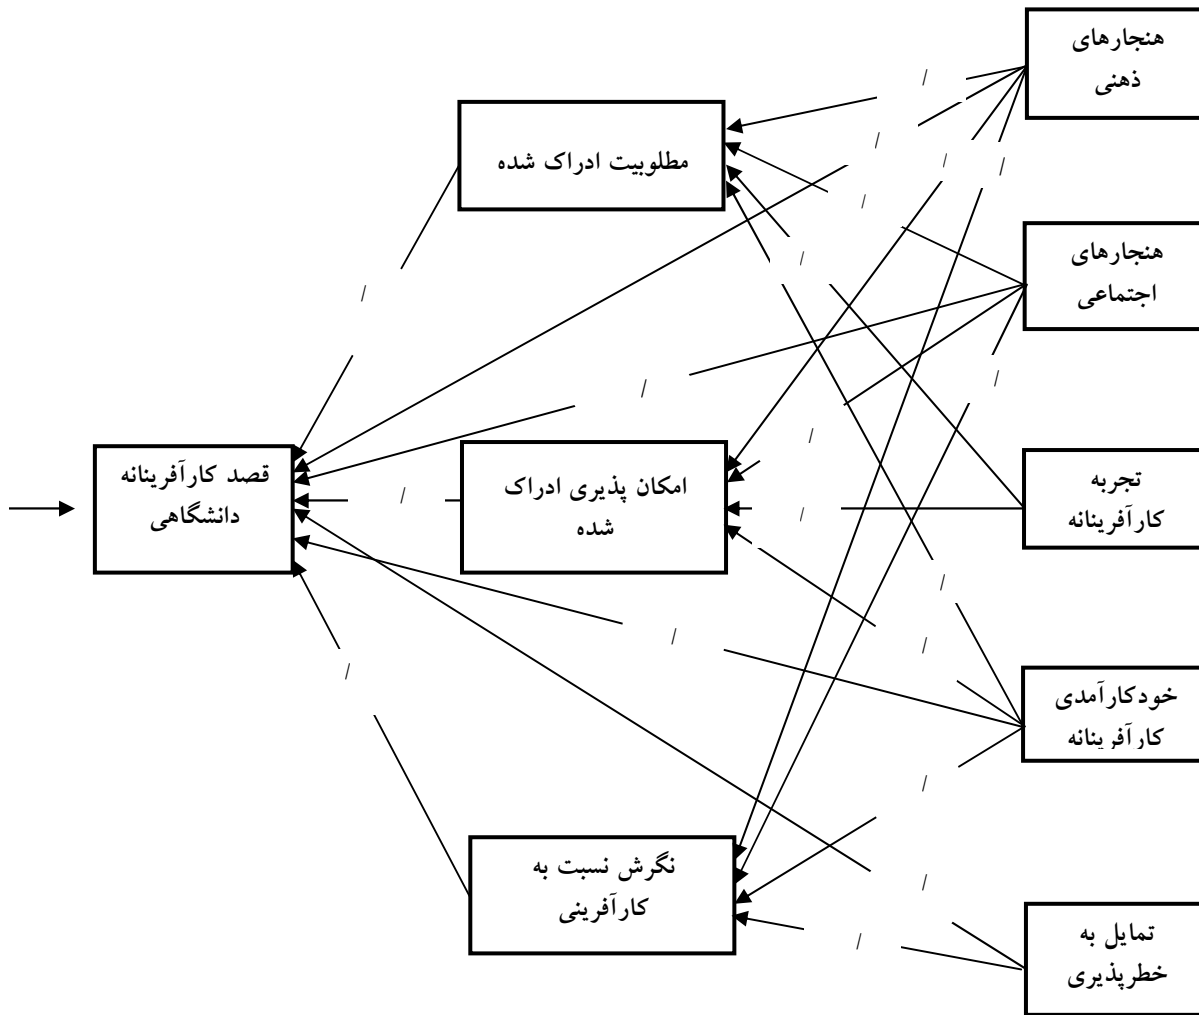 هنجارهای
ذهنی
مطلوبیت ادراک شده
هنجارهای
اجتماعی
قصد کارآفرینانه
دانشگاهی
امکان پذیری ادراک
شده
تجربه
کارآفرینانه
خودکارآمدی
کارآفرینانه
نگرش نسبت به
کارآفرینی
تمایل به
خطرپذیری